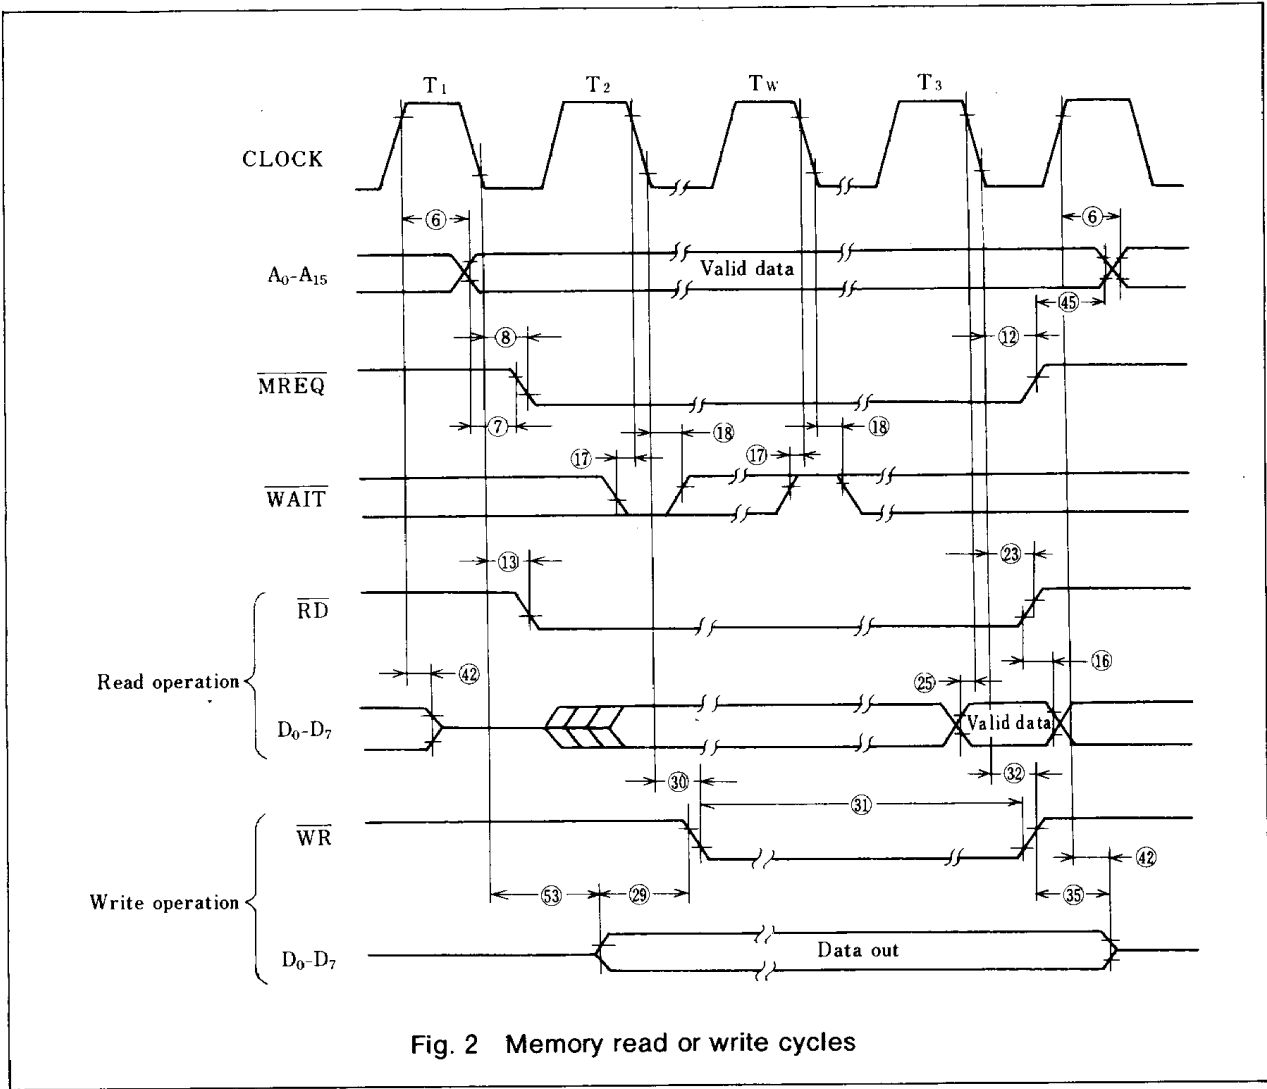 T1 T2 TW T3
CLOCK
⑥ ⑥
A0-A15 Valid data
㊺
⑧ ⑫
MREQ
⑦ ⑱ ⑱
⑰ ⑰
WAIT
⑬ ㉓
RD
Read operation ㊷ ㉕ ⑯
D0-D7 Valid data
㉚ ㉜
㉛
WR
㊷
Write operation 53 ㉙ ㉟
D0-D7 Data out
Fig. 2 Memory read or write cycles